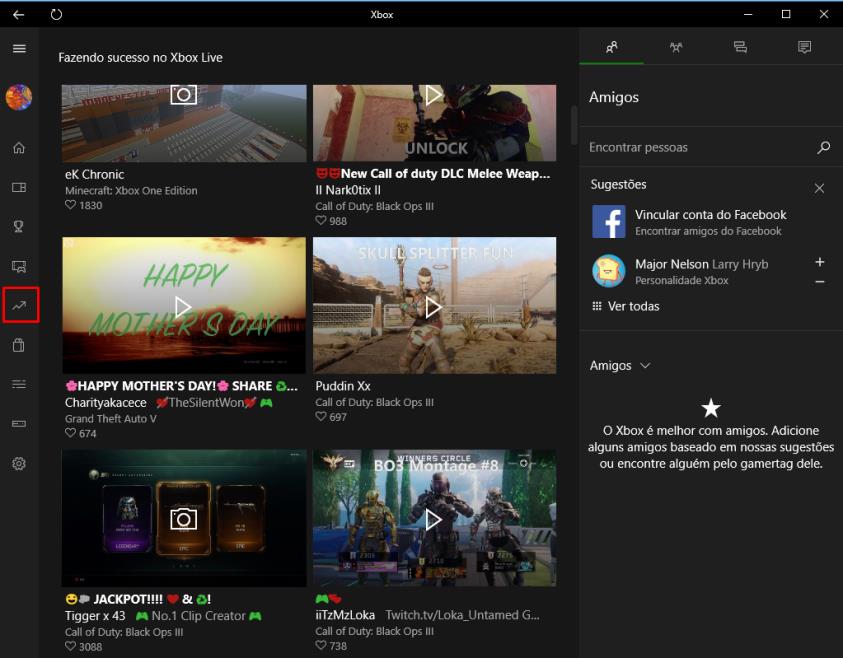 Xbox
Fazendo sucesso no Xbox Live
eK Chronic
Minecraft: Xbox One Edition
1830
UNLOCK
New Call of duty DLC Melee Weap...
II Nark0tix II
Call of Duty: Black Ops III
988
HAPPY
MOTHER'S DAY
🌸HAPPY MOTHER'S DAY!🌸 SHARE ♻...
Charityakacece 💔TheSilentWon💔 🎮
Grand Theft Auto V
674
SKULL SPLITTER FUN
Puddin Xx
Call of Duty: Black Ops III
697
LEGENDARY
EPIC
JACKPOT!!!! ❤ & ♻!
Tigger x 43 🎮 No.1 Clip Creator 🎮
Call of Duty: Black Ops III
3088
WINNERS CIRCLE
BO3 Montage #8
iiTzMzLoka Twitch.tv/Loka_Untamed G...
Call of Duty: Black Ops III
738
Amigos
Encontrar pessoas
Sugestões
Vincular conta do Facebook
Encontrar amigos do Facebook
Major Nelson Larry Hryb
Personalidade Xbox
Ver todas
Amigos
O Xbox é melhor com amigos. Adicione
alguns amigos baseado em nossas sugestões
ou encontre alguém pelo gamertag dele.